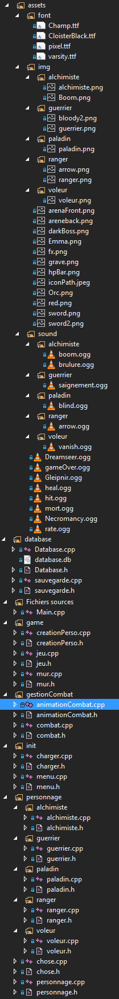 assets
font
Champ.ttf
CloisterBlack.ttf
pixel.ttf
varsity.ttf
img
alchimiste
alchimiste.png
Boom.png
guerrier
bloody2.png
guerrier.png
paladin
paladin.png
ranger
arrow.png
ranger.png
voleur
voleur.png
arenaFront.png
areneback.png
darkBoss.png
Emma.png
fx.png
grave.png
hpBar.png
iconPath.jpeg
Orc.png
red.png
sword.png
sword2.png
sound
alchimiste
boom.ogg
brulure.ogg
guerrier
saignement.ogg
paladin
blind.ogg
ranger
arrow.ogg
voleur
vanish.ogg
Dreamseer.ogg
gameOver.ogg
Gleipnir.ogg
heal.ogg
hit.ogg
mort.ogg
Necromancy.ogg
rate.ogg
database
Database.cpp
database.db
Database.h
sauvegarde.cpp
sauvegarde.h
Fichiers sources
Main.cpp
game
creationPerso.cpp
creationPerso.h
jeu.cpp
jeu.h
mur.cpp
mur.h
gestionCombat
animationCombat.cpp
animationCombat.h
combat.cpp
combat.h
init
charger.cpp
charger.h
menu.cpp
menu.h
personnage
alchimiste
alchimiste.cpp
alchimiste.h
guerrier
guerrier.cpp
guerrier.h
paladin
paladin.cpp
paladin.h
ranger
ranger.cpp
ranger.h
voleur
voleur.cpp
voleur.h
chose.cpp
chose.h
personnage.cpp
personnage.h